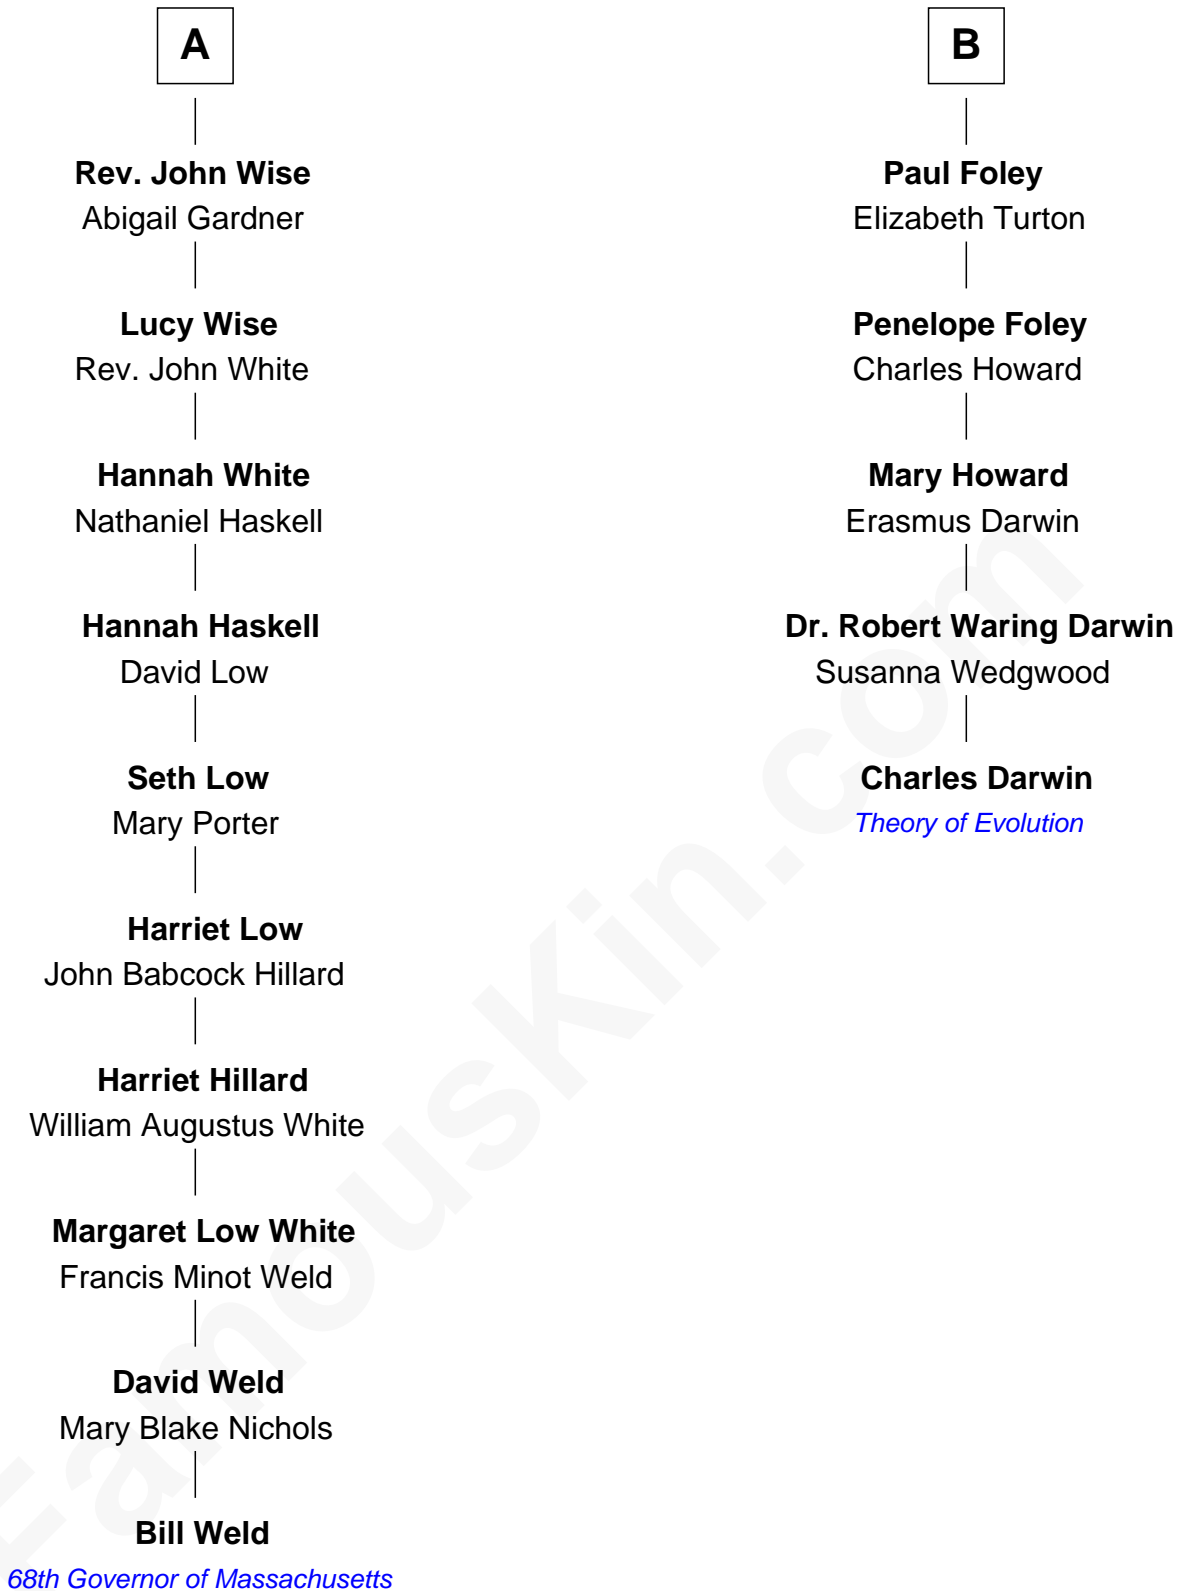 A
Rev. John Wise
Abigail Gardner
Lucy Wise
Rev. John White
Hannah White
Nathaniel Haskell
Hannah Haskell
David Low
Seth Low
Mary Porter
Harriet Low
John Babcock Hillard
Harriet Hillard
William Augustus White
Margaret Low White
Francis Minot Weld
David Weld
Mary Blake Nichols
Bill Weld
68th Governor of Massachusetts
B
Paul Foley
Elizabeth Turton
Penelope Foley
Charles Howard
Mary Howard
Erasmus Darwin
Dr. Robert Waring Darwin
Susanna Wedgwood
Charles Darwin
Theory of Evolution
FamousKin.com